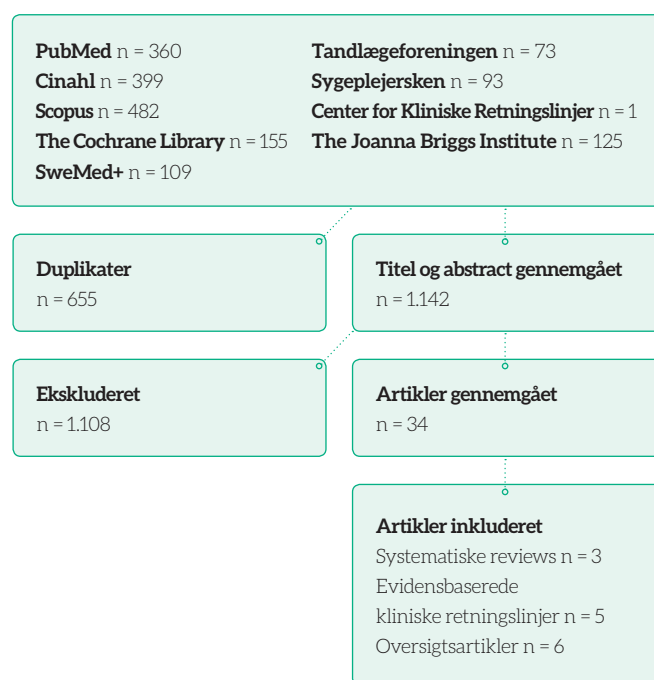 PubMed n = 360
Cinahl n = 399
Scopus n = 482
The Cochrane Library n = 155
SweMed+ n = 109
Tandlægeforeningen n = 73
Sygeplejersken n = 93
Center for Kliniske Retningslinjer n = 1
The Joanna Briggs Institute n = 125
Duplikater
n = 655
Titel og abstract gennemgået
n = 1.142
Ekskluderet
n = 1.108
Artikler gennemgået
n = 34
Artikler inkluderet
Systematiske reviews n = 3
Evidensbaserede
kliniske retningslinjer n = 5
Oversigtsartikler n = 6